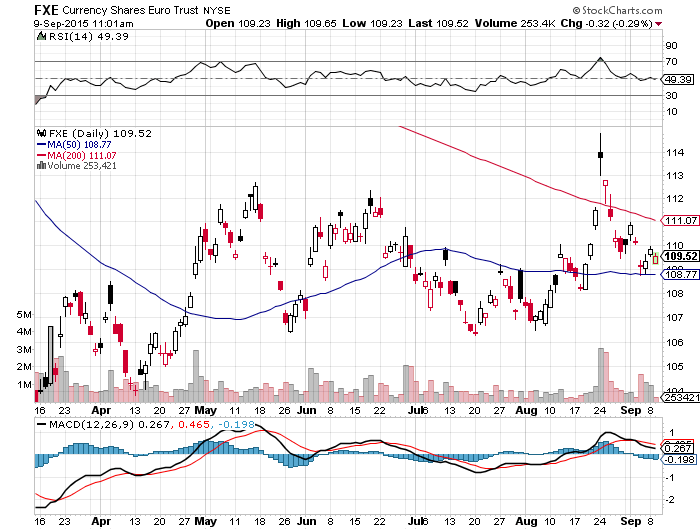 FXE Currency Shares Euro Trust NYSE © StockCharts.com
9-Sep-2015 11:01am Open 109.23 High 109.65 Low 109.23 Last 109.52 Volume 253.4K Chg -0.32 (-0.29%)
RSI(14) 49.39
90
70
49.39
30
10
FXE (Daily) 109.52
MA(50) 108.77
MA(200) 111.07
Volume 253,421
114
113
112
111.07
110
109.52
108.77
108
107
106
105
104
5M
4M
3M
2M
1M
253421
16 23 Apr 13 20 27 May 11 18 26 Jun 8 15 22 Jul 6 13 20 27 Aug 10 17 24 Sep 8
MACD(12,26,9) 0.267, 0.465, -0.198
1
0.267
-0.198
-1
-2
16 23 Apr 13 20 27 May 11 18 26 Jun 8 15 22 Jul 6 13 20 27 Aug 10 17 24 Sep 8